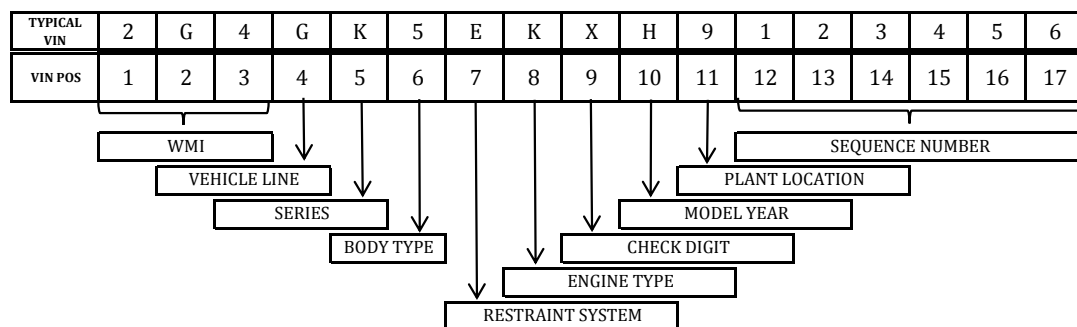 TYPICAL VIN 2 G 4 G K 5 E K X H 9 1 2 3 4 5 6
VIN POS 1 2 3 4 5 6 7 8 9 10 11 12 13 14 15 16 17
WMI SEQUENCE NUMBER
VEHICLE LINE PLANT LOCATION
SERIES MODEL YEAR
BODY TYPE CHECK DIGIT
ENGINE TYPE
RESTRAINT SYSTEM